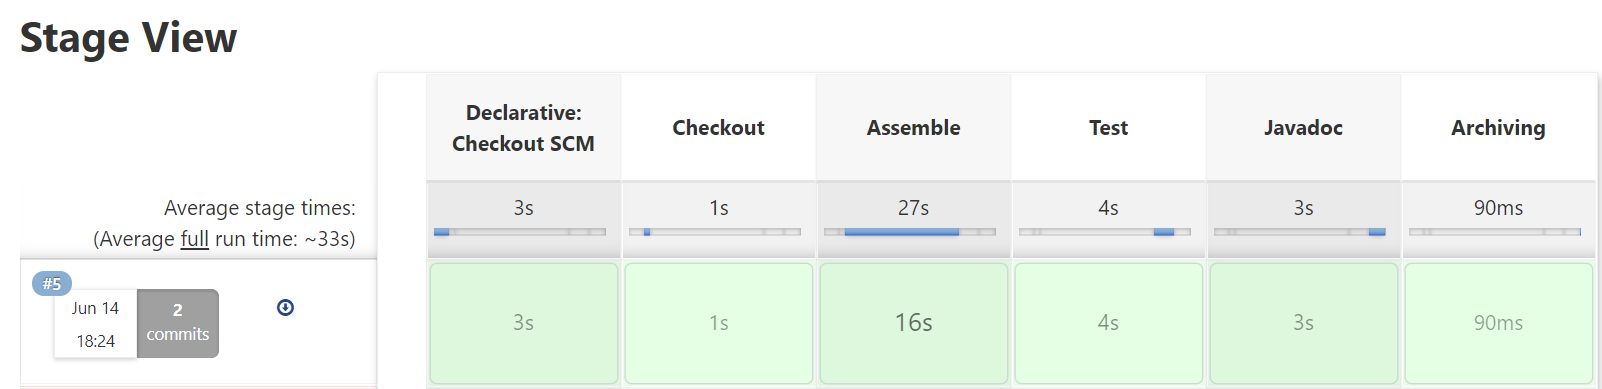 Stage View
Declarative:
Checkout SCM
Checkout
Assemble
Test
Javadoc
Archiving
Average stage times:
(Average full run time: ~33s)
3s
1s
27s
4s
3s
90ms
#5
Jun 14
18:24
2
commits
3s
1s
16s
4s
3s
90ms